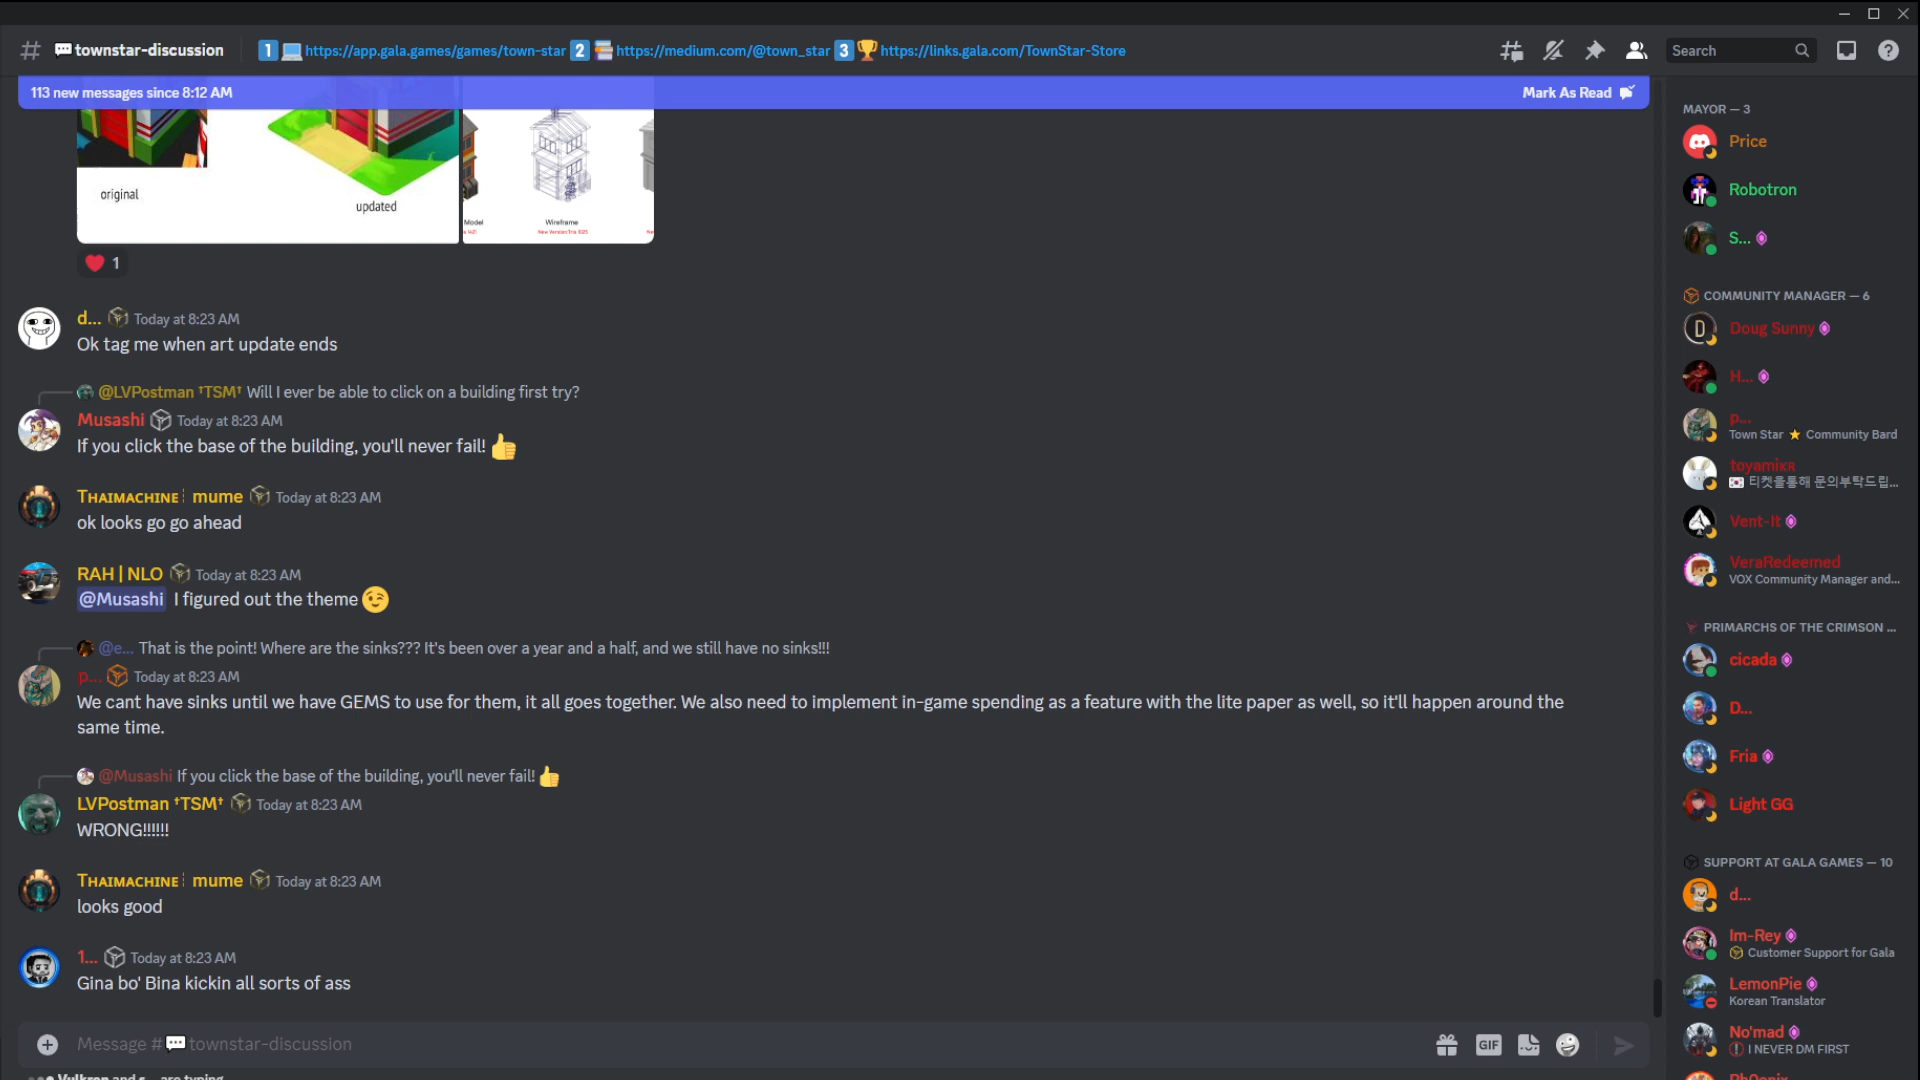 townstar-discussion
1 https://app.gala.games/games/town-star 2 https://medium.com/@town_star 3 https://links.gala.com/TownStar-Store
Search
113 new messages since 8:12 AM
Mark As Read
original
updated
Model
Wireframe
1
d... Today at 8:23 AM
Ok tag me when art update ends
@LVPostman †TSM† Will I ever be able to click on a building first try?
Musashi Today at 8:23 AM
If you click the base of the building, you'll never fail! 👍
Tʜᴀɪᴍᴀᴄʜɪɴᴇ┊mume Today at 8:23 AM
ok looks go go ahead
RAH | NLO Today at 8:23 AM
@Musashi I figured out the theme 😉
@e... That is the point! Where are the sinks??? It's been over a year and a half, and we still have no sinks!!!
p... Today at 8:23 AM
We cant have sinks until we have GEMS to use for them, it all goes together. We also need to implement in-game spending as a feature with the lite paper as well, so it'll happen around the
same time.
@Musashi If you click the base of the building, you'll never fail! 👍
LVPostman †TSM† Today at 8:23 AM
WRONG!!!!!!
Tʜᴀɪᴍᴀᴄʜɪɴᴇ┊mume Today at 8:23 AM
looks good
1... Today at 8:23 AM
Gina bo' Bina kickin all sorts of ass
Message #💬townstar-discussion
GIF
Vulkron and s... are typing
MAYOR — 3
Price
Robotron
S...
COMMUNITY MANAGER — 6
Doug Sunny
H...
p...
Town Star ⭐ Community Bard
toyamiᴋʀ
🇰🇷 티켓을통해 문의부탁드립...
Vent-It
VeraRedeemed
VOX Community Manager and...
PRIMARCHS OF THE CRIMSON ...
cicada
D...
Fria
Light GG
SUPPORT AT GALA GAMES — 10
d...
Im-Rey
Customer Support for Gala
LemonPie
Korean Translator
No'mad
I NEVER DM FIRST